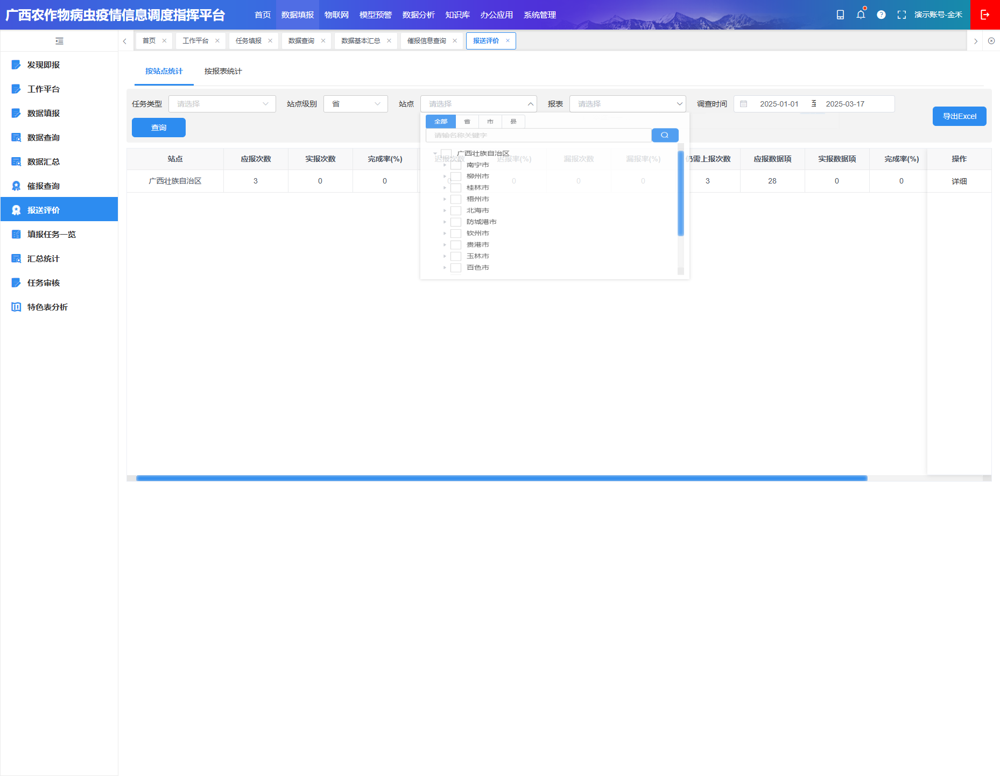 广西农作物病虫疫情信息调度指挥平台
首页 数据填报 物联网 模型预警 数据分析 知识库 办公应用 系统管理
演示账号-金禾
首页 工作平台 任务填报 数据查询 数据基本汇总 催报信息查询 报送评价
发现即报
工作平台
数据填报
数据查询
数据汇总
催报查询
报送评价
填报任务一览
汇总统计
任务审核
特色表分析
按站点统计 按报表统计
任务类型 请选择 站点级别 省 站点 请选择 报表 请选择 调查时间 2025-01-01 至 2025-03-17
查询
导出Excel
全部 省 市 县
请输名称关键字
站点 应报次数 实报次数 完成率(%) 迟报次数 迟报率(%) 漏报次数 漏报率(%) 仍需上报次数 应报数据项 实报数据项 完成率(%) 操作
广西壮族自治区 3 0 0 0 0 0 0 3 28 0 0 详细
广西壮族自治区
南宁市
柳州市
桂林市
梧州市
北海市
防城港市
钦州市
贵港市
玉林市
百色市